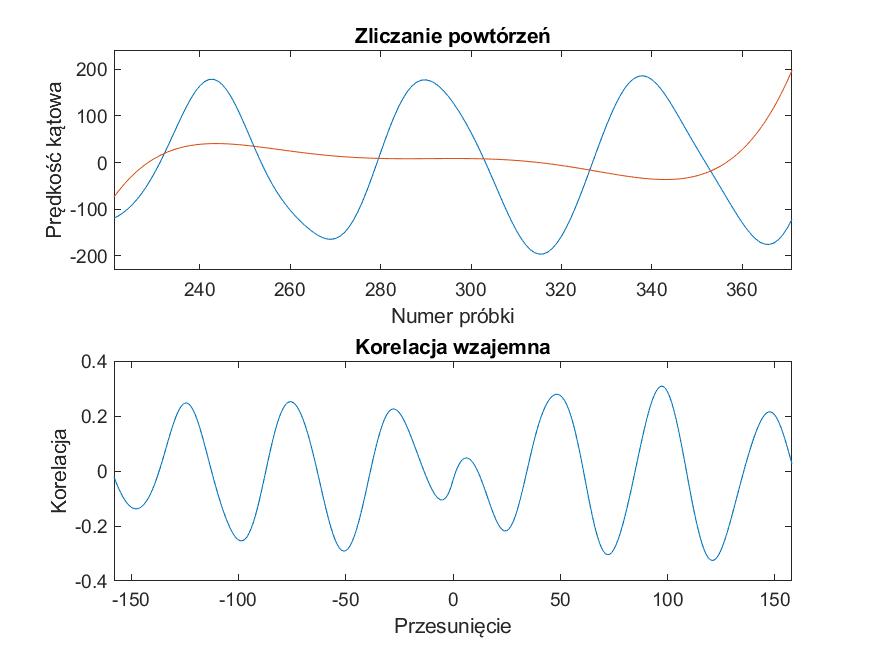 Zliczanie powtórzeń
200
100
0
-100
-200
Prędkość kątowa
240 260 280 300 320 340 360
Numer próbki
Korelacja wzajemna
0.4
0.2
0
-0.2
-0.4
Korelacja
-150 -100 -50 0 50 100 150
Przesunięcie